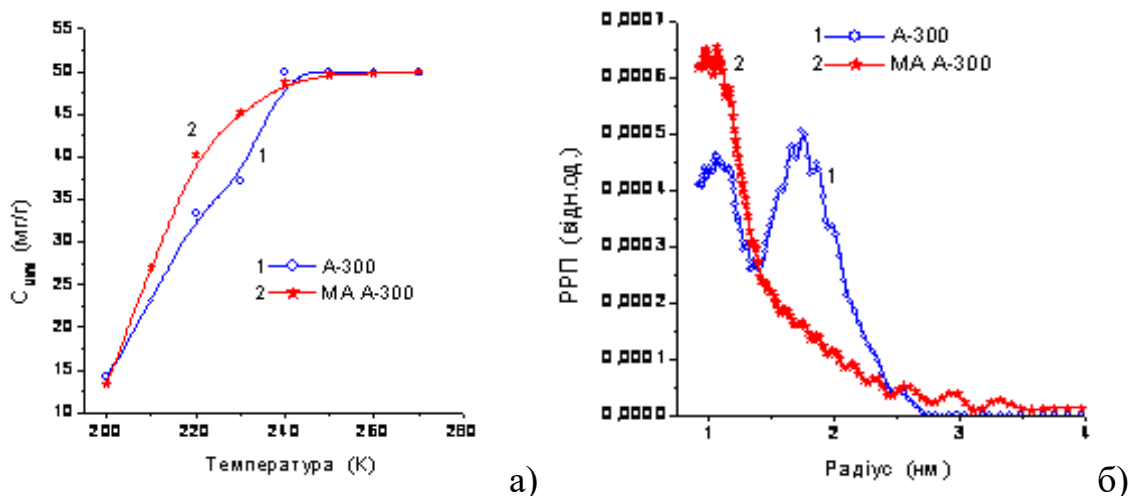 55
50
45
40
35
30
25
20
15
10
C (мг/г)
2
1
1 A-300
2 MA A-300
200 220 240 260 280
Температура (К)
а)
0,0007
0,0006
0,0005
0,0004
0,0003
0,0002
0,0001
0,0000
РРП (відн.од.)
1 A-300
2 MA A-300
2
1
1 2 3 4
Радіус (нм)
б)